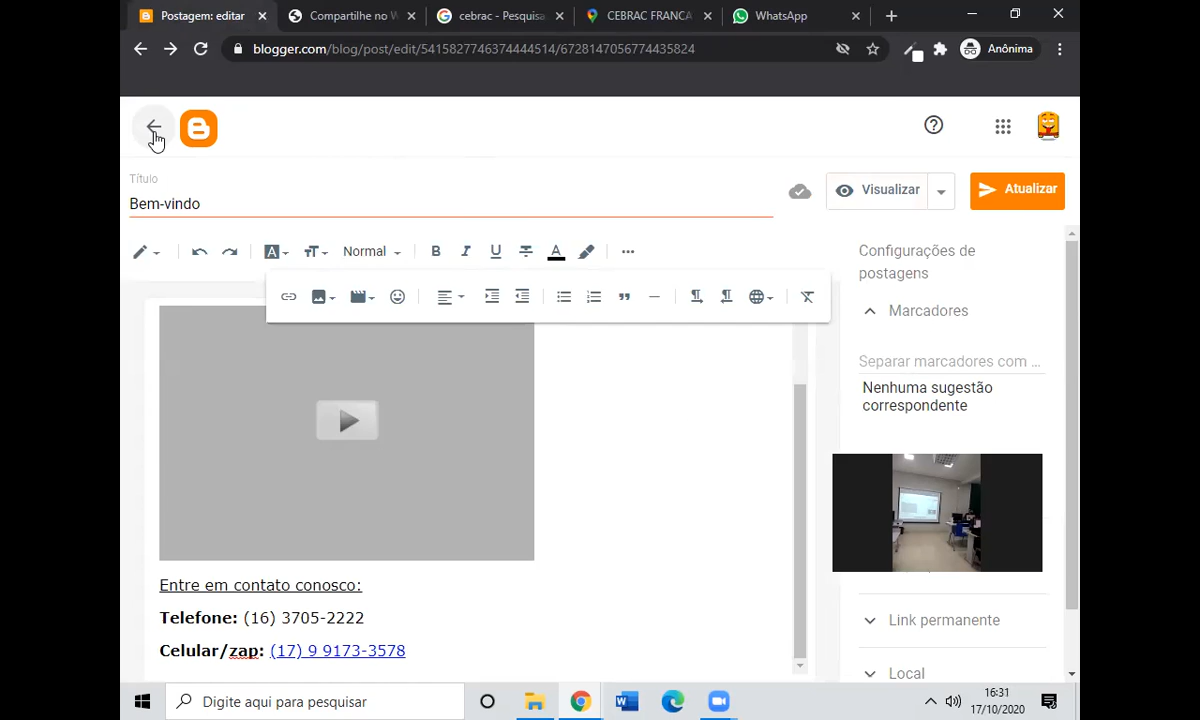 Postagem: editar
Compartilhe no W
cebrac - Pesquisa
CEBRAC FRANCA
WhatsApp
blogger.com/blog/post/edit/5415827746374444514/6728147056774435824
Anônima
Título
Bem-vindo
Visualizar
Atualizar
Normal
B I U A
Configurações de
postagens
Marcadores
Separar marcadores com ...
Nenhuma sugestão
correspondente
Entre em contato conosco:
Telefone: (16) 3705-2222
Celular/zap: (17) 9 9173-3578
Link permanente
Local
Digite aqui para pesquisar
16:31
17/10/2020